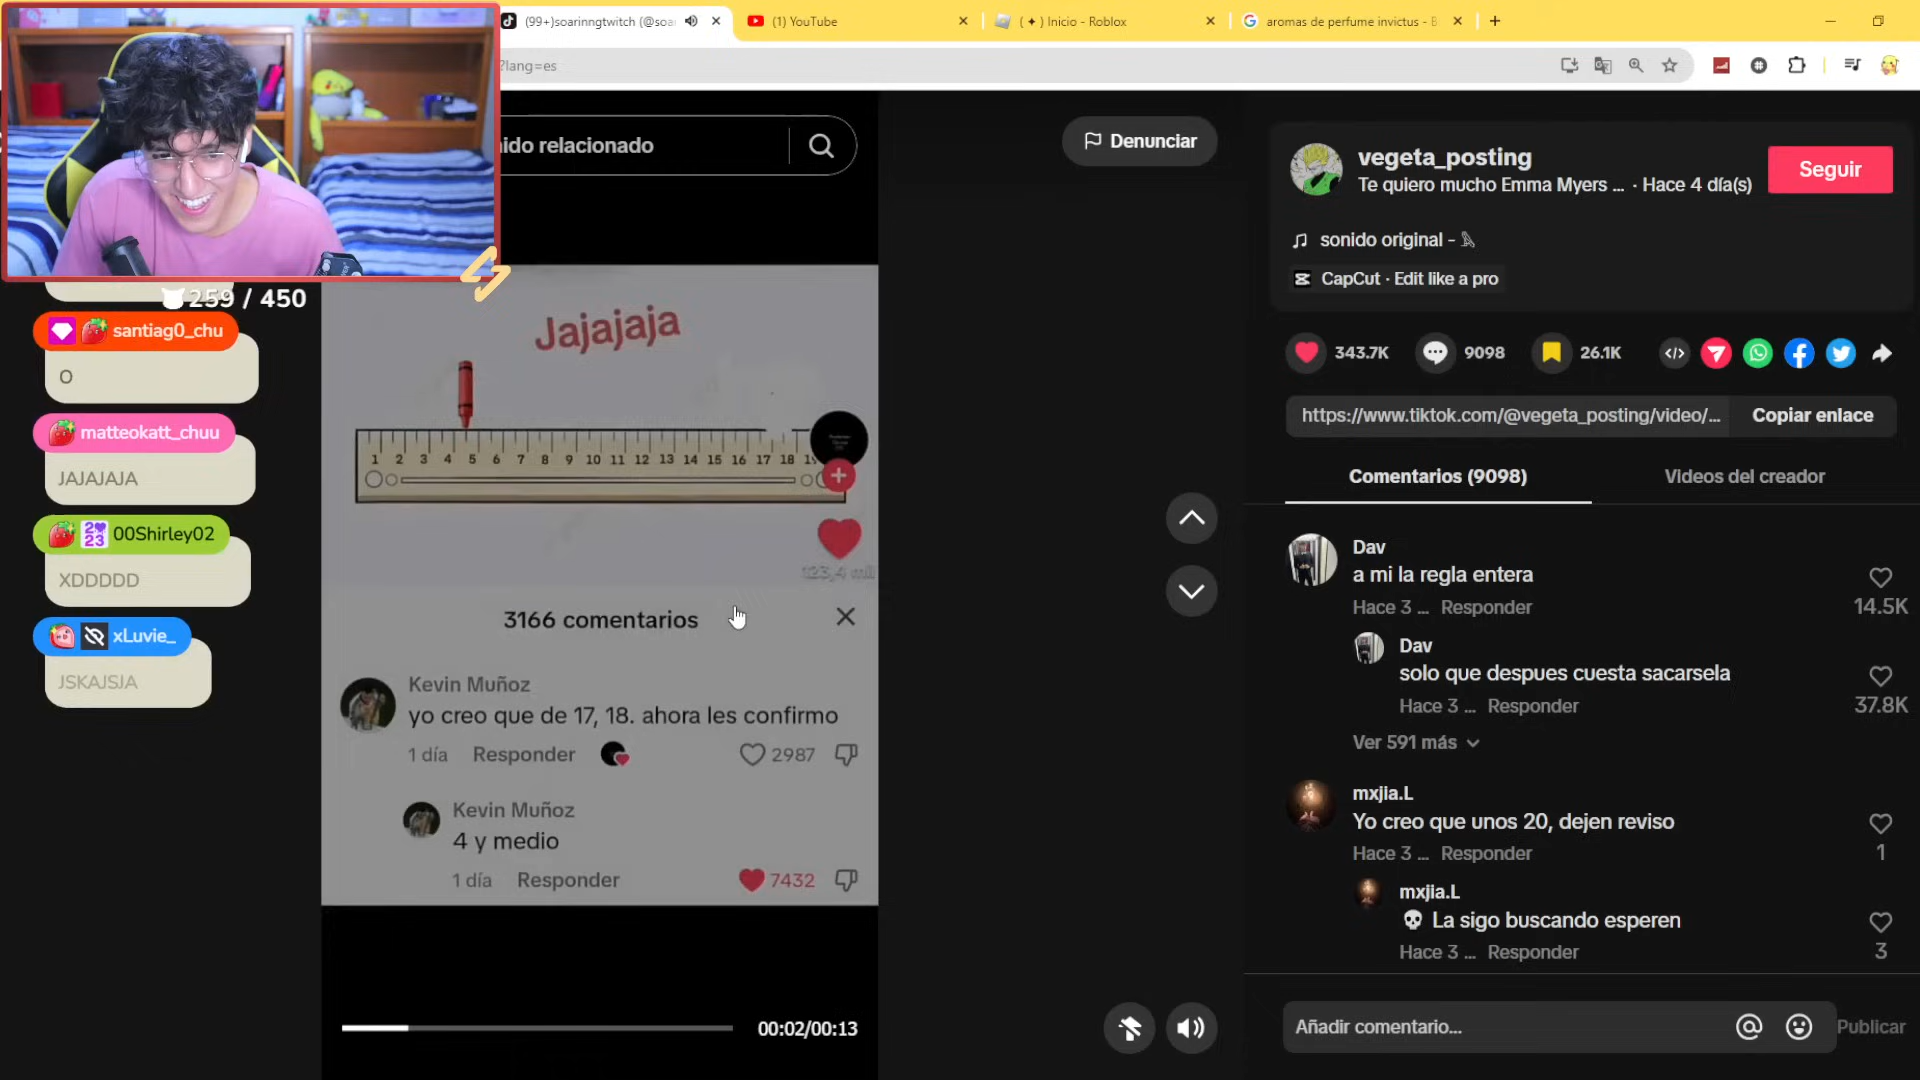 (99+)soarinngtwitch (@soa
(1) YouTube
( ✦ ) Inicio - Roblox
aromas de perfume invictus - B
?lang=es
ido relacionado
Denunciar
259 / 450
santiag0_chu
O
matteokatt_chuu
JAJAJAJA
00Shirley02
XDDDDD
xLuvie_
JSKAJSJA
Jajajaja
1 2 3 4 5 6 7 8 9 10 11 12 13 14 15 16 17 18 19
123,4 mil
3166 comentarios
Kevin Muñoz
yo creo que de 17, 18. ahora les confirmo
1 día Responder 2987
Kevin Muñoz
4 y medio
1 día Responder 7432
00:02/00:13
vegeta_posting
Te quiero mucho Emma Myers ... · Hace 4 día(s)
Seguir
sonido original -
CapCut · Edit like a pro
343.7K 9098 26.1K
https://www.tiktok.com/@vegeta_posting/video/...
Copiar enlace
Comentarios (9098)
Videos del creador
Dav
a mi la regla entera
Hace 3 ... Responder
14.5K
Dav
solo que despues cuesta sacarsela
Hace 3 ... Responder
37.8K
Ver 591 más
mxjia.L
Yo creo que unos 20, dejen reviso
Hace 3 ... Responder
1
mxjia.L
💀 La sigo buscando esperen
Hace 3 ... Responder
3
Añadir comentario...
Publicar